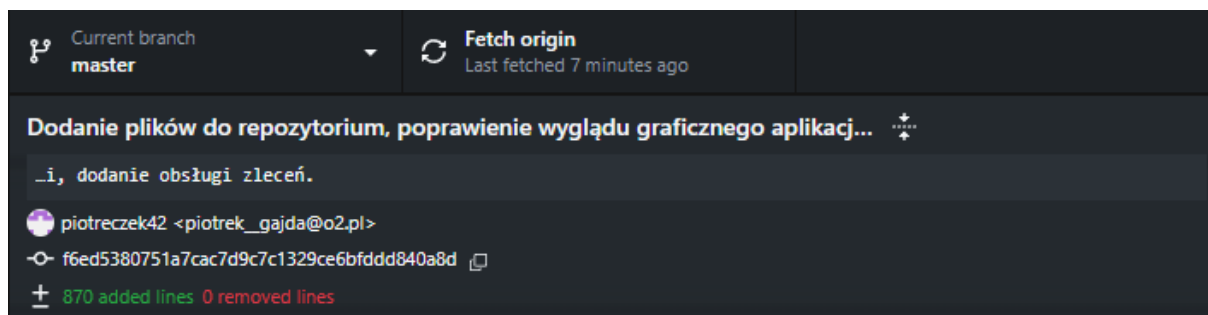 Current branch
master
Fetch origin
Last fetched 7 minutes ago
Dodanie plików do repozytorium, poprawienie wyglądu graficznego aplikacj...
…i, dodanie obsługi zleceń.
piotreczek42 <piotrek__gajda@o2.pl>
f6ed5380751a7cac7d9c7c1329ce6bfddd840a8d
870 added lines 0 removed lines